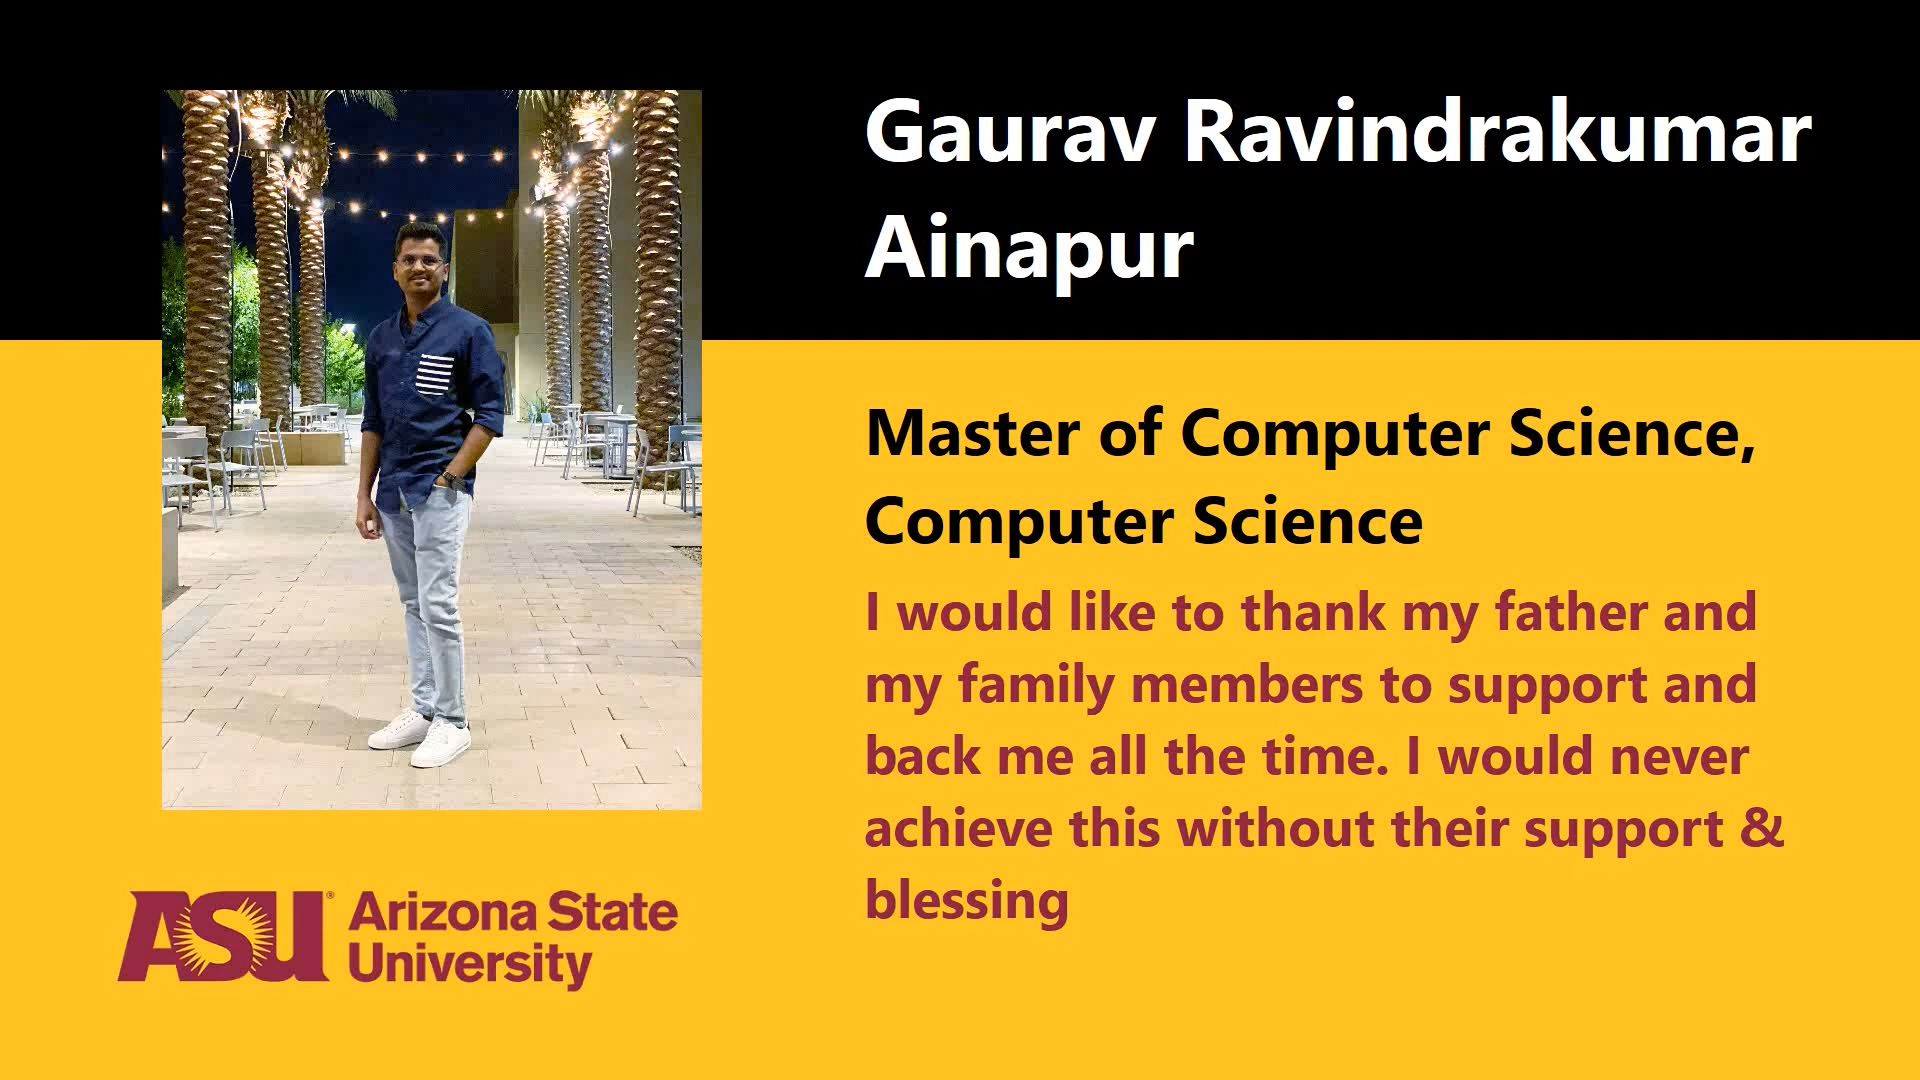 Gaurav Ravindrakumar
Ainapur
Master of Computer Science,
Computer Science
I would like to thank my father and
my family members to support and
back me all the time. I would never
achieve this without their support &
blessing
ASU® Arizona State
University